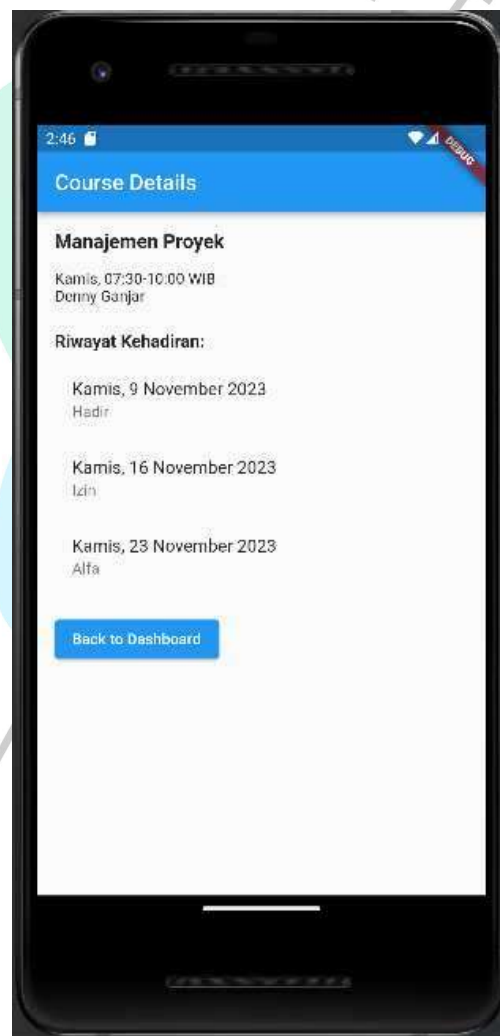 2:46
DEBUG
Course Details
Manajemen Proyek
Kamis, 07:30-10:00 WIB
Denny Ganjar
Riwayat Kehadiran:
Kamis, 9 November 2023
Hadir
Kamis, 16 November 2023
Izin
Kamis, 23 November 2023
Alfa
Back to Dashboard